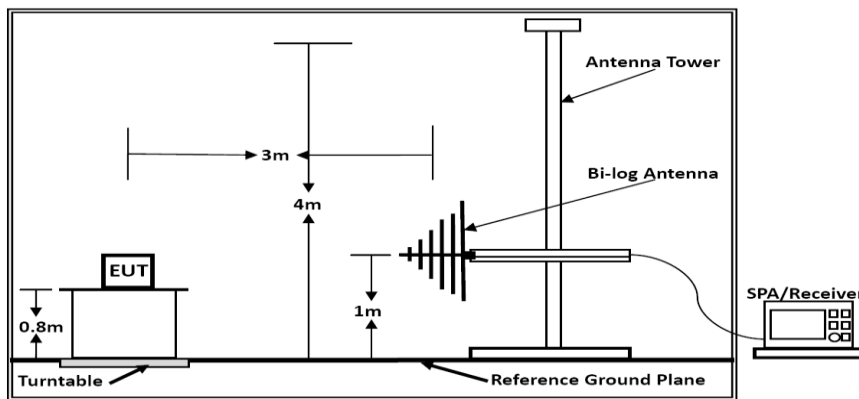 Antenna Tower
3m
Bi-log Antenna
4m
EUT
0.8m
1m
SPA/Receiver
Turntable
Reference Ground Plane